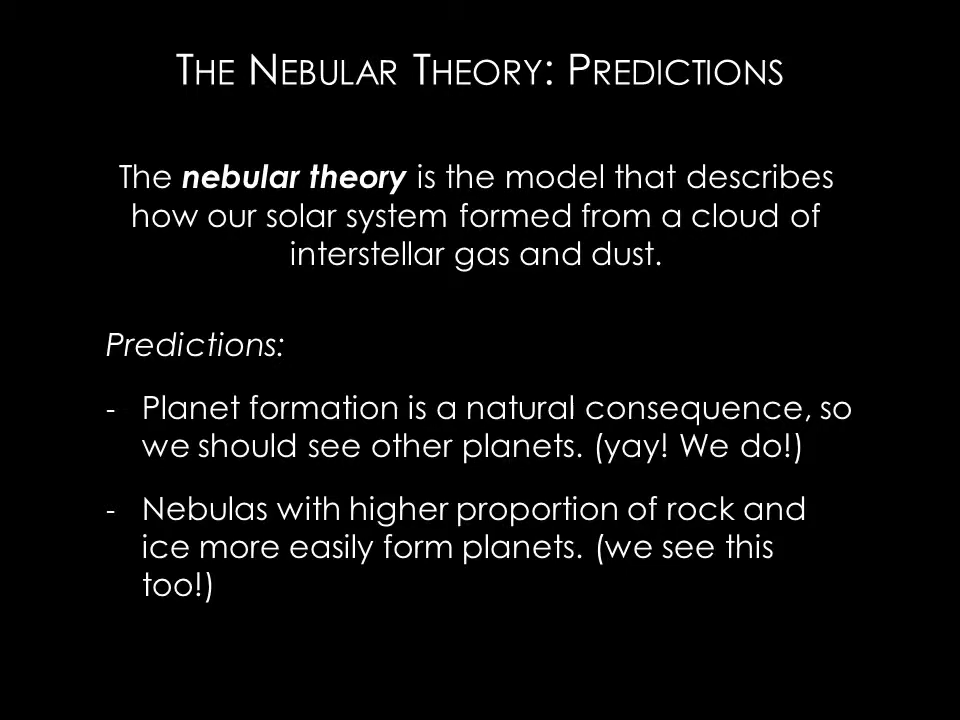 The Nebular Theory: Predictions
The nebular theory is the model that describes
how our solar system formed from a cloud of
interstellar gas and dust.
Predictions:
- Planet formation is a natural consequence, so
we should see other planets. (yay! We do!)
- Nebulas with higher proportion of rock and
ice more easily form planets. (we see this
too!)